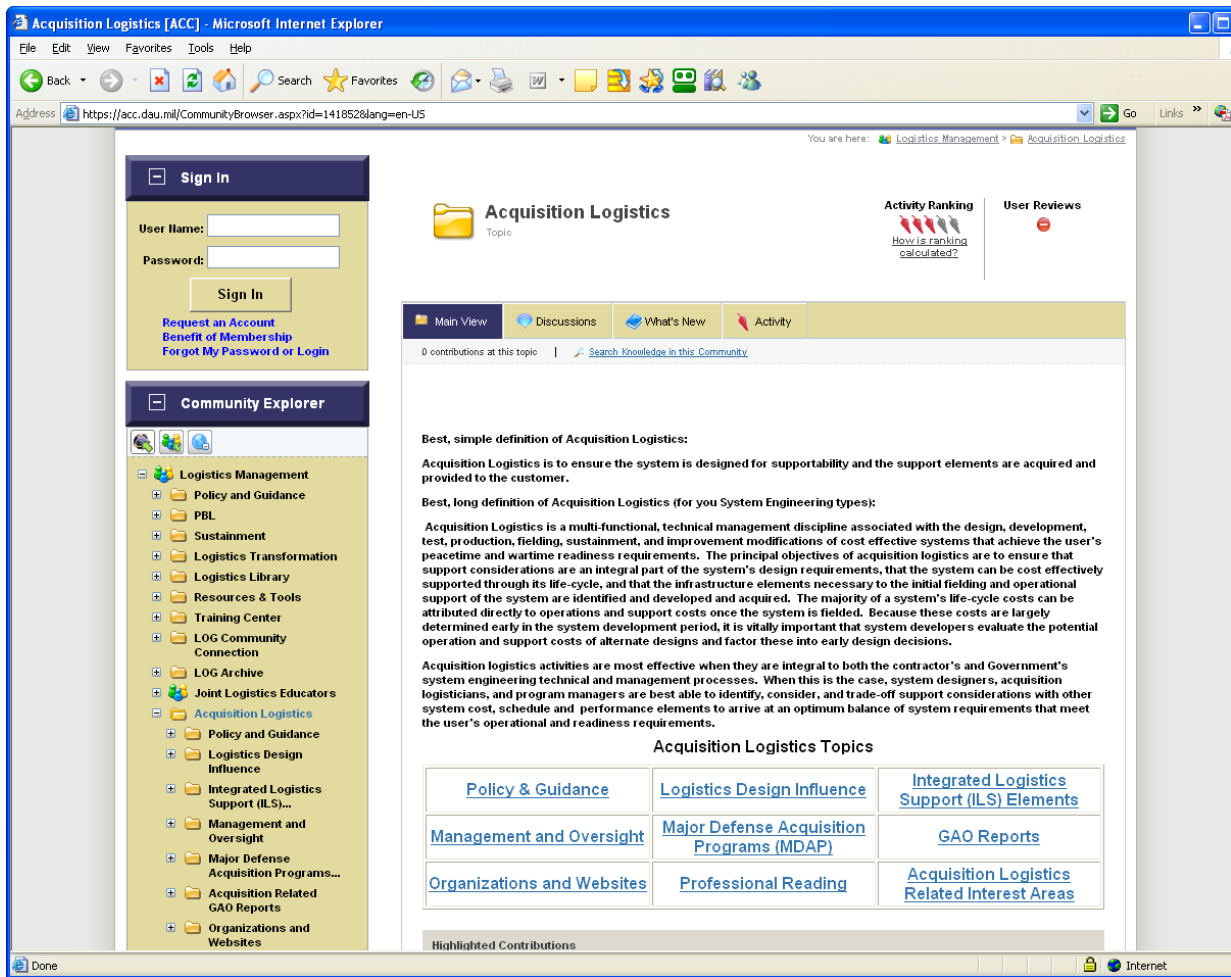 Acquisition Logistics [ACC] - Microsoft Internet Explorer
File Edit View Favorites Tools Help
Back Search Favorites
Address https://acc.dau.mil/CommunityBrowser.aspx?id=141852&lang=en-US Go Links »
You are here: Logistics Management > Acquisition Logistics
Sign In
User Name:
Password:
Sign In
Request an Account
Benefit of Membership
Forgot My Password or Login
Community Explorer
Logistics Management
Policy and Guidance
PBL
Sustainment
Logistics Transformation
Logistics Library
Resources & Tools
Training Center
LOG Community
Connection
LOG Archive
Joint Logistics Educators
Acquisition Logistics
Policy and Guidance
Logistics Design
Influence
Integrated Logistics
Support (ILS)...
Management and
Oversight
Major Defense
Acquisition Programs...
Acquisition Related
GAO Reports
Organizations and
Websites
Acquisition Logistics
Topic
Activity Ranking
How is ranking
calculated?
User Reviews
Main View Discussions What's New Activity
0 contributions at this topic | Search Knowledge in this Community
Best, simple definition of Acquisition Logistics:
Acquisition Logistics is to ensure the system is designed for supportability and the support elements are acquired and
provided to the customer.
Best, long definition of Acquisition Logistics (for you System Engineering types):
Acquisition Logistics is a multi-functional, technical management discipline associated with the design, development,
test, production, fielding, sustainment, and improvement modifications of cost effective systems that achieve the user's
peacetime and wartime readiness requirements. The principal objectives of acquisition logistics are to ensure that
support considerations are an integral part of the system's design requirements, that the system can be cost effectively
supported through its life-cycle, and that the infrastructure elements necessary to the initial fielding and operational
support of the system are identified and developed and acquired. The majority of a system's life-cycle costs can be
attributed directly to operations and support costs once the system is fielded. Because these costs are largely
determined early in the system development period, it is vitally important that system developers evaluate the potential
operation and support costs of alternate designs and factor these into early design decisions.
Acquisition logistics activities are most effective when they are integral to both the contractor's and Government's
system engineering technical and management processes. When this is the case, system designers, acquisition
logisticians, and program managers are best able to identify, consider, and trade-off support considerations with other
system cost, schedule and performance elements to arrive at an optimum balance of system requirements that meet
the user's operational and readiness requirements.
Acquisition Logistics Topics
Policy & Guidance
Logistics Design Influence
Integrated Logistics
Support (ILS) Elements
Management and Oversight
Major Defense Acquisition
Programs (MDAP)
GAO Reports
Organizations and Websites
Professional Reading
Acquisition Logistics
Related Interest Areas
Highlighted Contributions
Done Internet